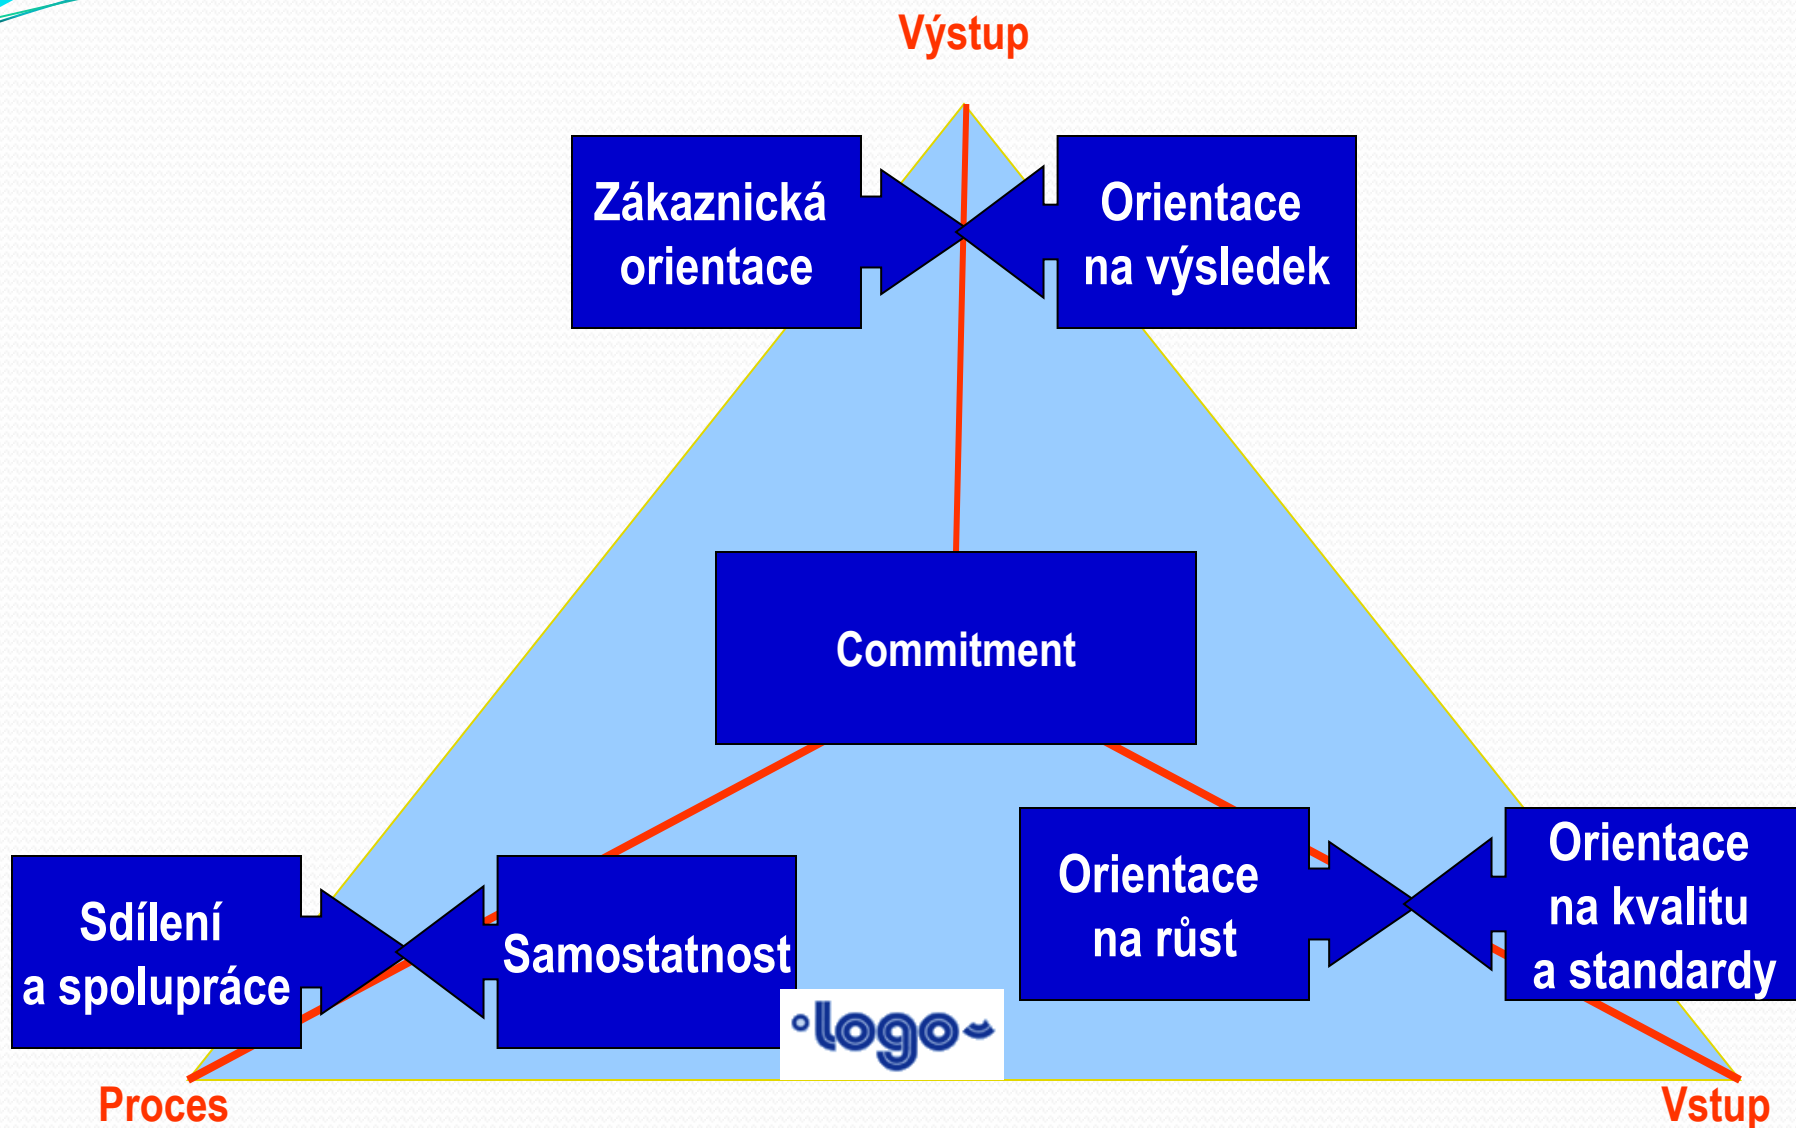 Výstup
Zákaznická
orientace
Orientace
na výsledek
Commitment
Sdílení
a spolupráce
Samostatnost
Orientace
na růst
Orientace
na kvalitu
a standardy
logo
Proces
Vstup